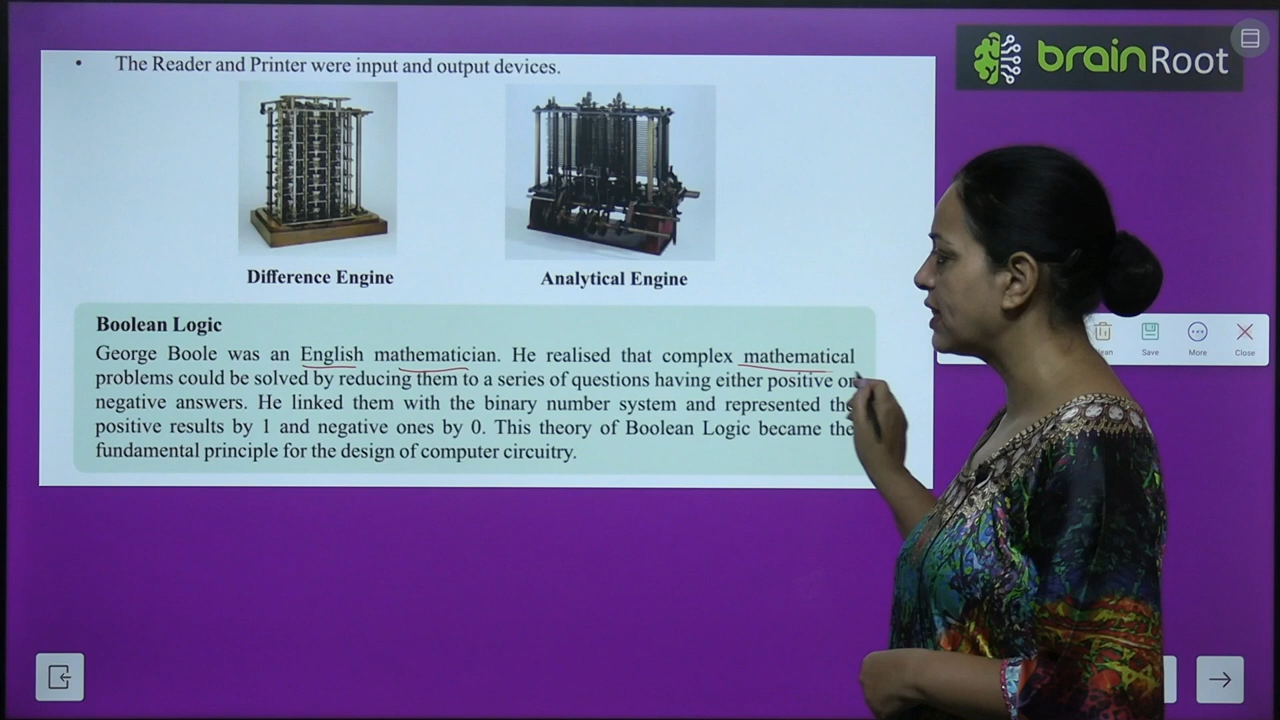 • The Reader and Printer were input and output devices.
brainRoot
Difference Engine
Analytical Engine
Boolean Logic
George Boole was an English mathematician. He realised that complex mathematical
problems could be solved by reducing them to a series of questions having either positive or
negative answers. He linked them with the binary number system and represented the
positive results by 1 and negative ones by 0. This theory of Boolean Logic became the
fundamental principle for the design of computer circuitry.
Save
More
Close